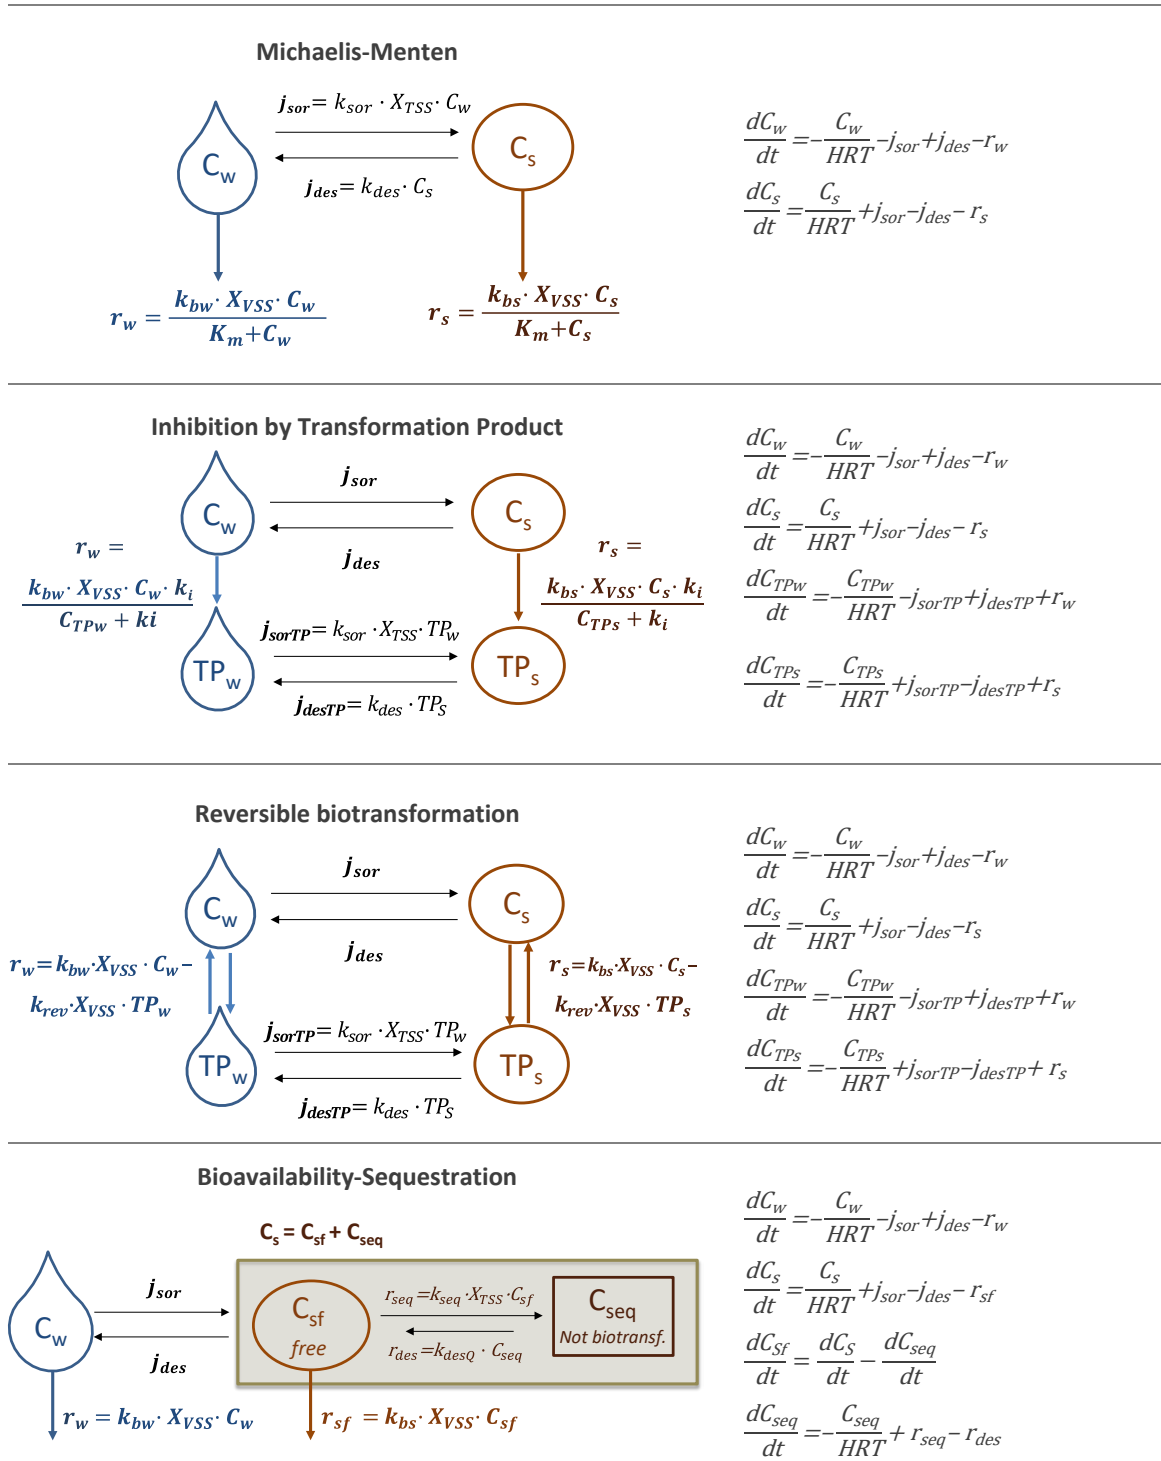 Michaelis-Menten
j_sor = k_sor · X_TSS · C_w
C_w
C_s
j_des = k_des · C_s
r_w = k_bw · X_VSS · C_w / K_m + C_w
r_s = k_bs · X_VSS · C_s / K_m + C_s
dC_w/dt = – C_w/HRT – j_sor + j_des – r_w
dC_s/dt = C_s/HRT + j_sor – j_des – r_s
Inhibition by Transformation Product
j_sor
C_w
C_s
j_des
r_w =
k_bw · X_VSS · C_w · k_i / C_TPw + ki
r_s =
k_bs · X_VSS · C_s · k_i / C_TPs + k_i
j_sorTP = k_sor · X_TSS · TP_w
TP_w
TP_s
j_desTP = k_des · TP_S
dC_w/dt = – C_w/HRT – j_sor + j_des – r_w
dC_s/dt = C_s/HRT + j_sor – j_des – r_s
dC_TPw/dt = – C_TPw/HRT – j_sorTP + j_desTP + r_w
dC_TPs/dt = – C_TPs/HRT + j_sorTP – j_desTP + r_s
Reversible biotransformation
j_sor
C_w
C_s
j_des
r_w = k_bw · X_VSS · C_w –
k_rev · X_VSS · TP_w
r_s = k_bs · X_VSS · C_s –
k_rev · X_VSS · TP_s
j_sorTP = k_sor · X_TSS · TP_w
TP_w
TP_s
j_desTP = k_des · TP_S
dC_w/dt = – C_w/HRT – j_sor + j_des – r_w
dC_s/dt = C_s/HRT + j_sor – j_des – r_s
dC_TPw/dt = – C_TPw/HRT – j_sorTP + j_desTP + r_w
dC_TPs/dt = – C_TPs/HRT + j_sorTP – j_desTP + r_s
Bioavailability-Sequestration
C_s = C_sf + C_seq
j_sor
C_w
j_des
C_sf
free
r_seq = k_seq · X_TSS · C_sf
r_des = k_desQ · C_seq
C_seq
Not biotransf.
r_w = k_bw · X_VSS · C_w
r_sf = k_bs · X_VSS · C_sf
dC_w/dt = – C_w/HRT – j_sor + j_des – r_w
dC_s/dt = C_s/HRT + j_sor – j_des – r_sf
dC_Sf/dt = dC_S/dt – dC_seq/dt
dC_seq/dt = – C_seq/HRT + r_seq – r_des